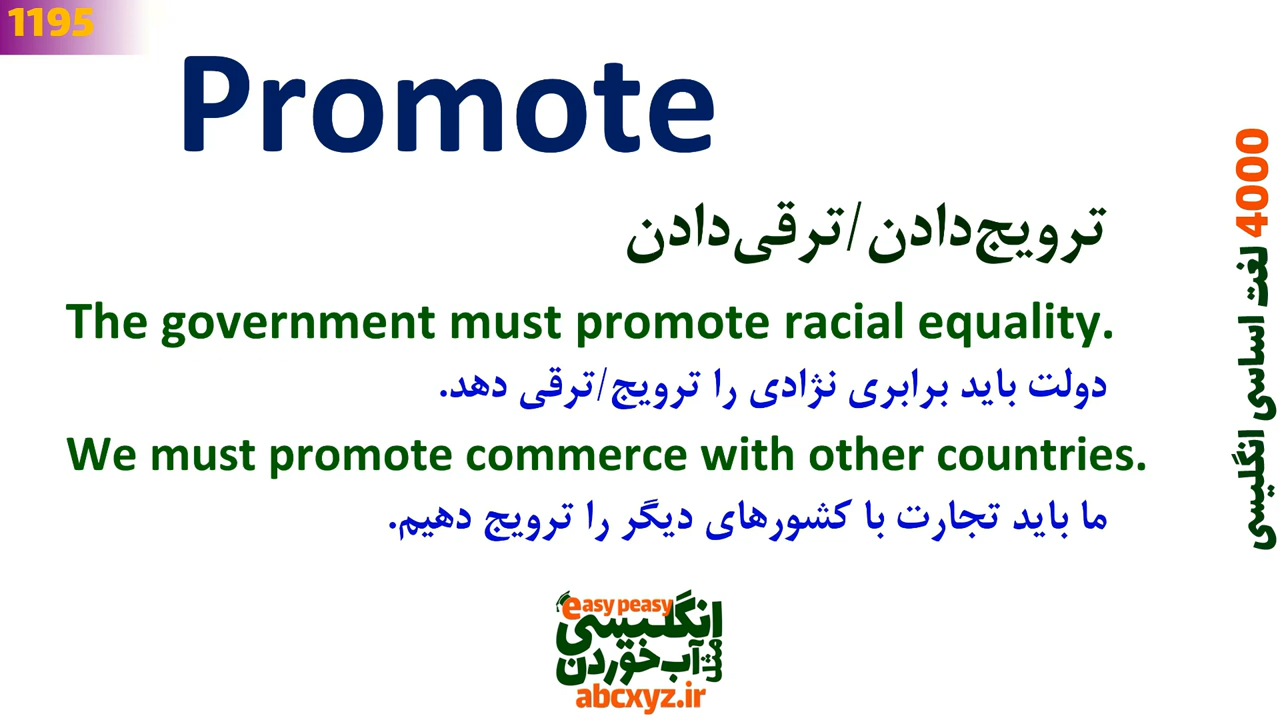 1195
Promote
ترویج‌دادن/ترقی‌دادن
The government must promote racial equality.
دولت باید برابری نژادی را ترویج/ترقی دهد.
We must promote commerce with other countries.
ما باید تجارت با کشورهای دیگر را ترویج دهیم.
4000 لغت اساسی انگلیسی
easy peasy
انگلیسی
مثل آب خوردن
abcxyz.ir